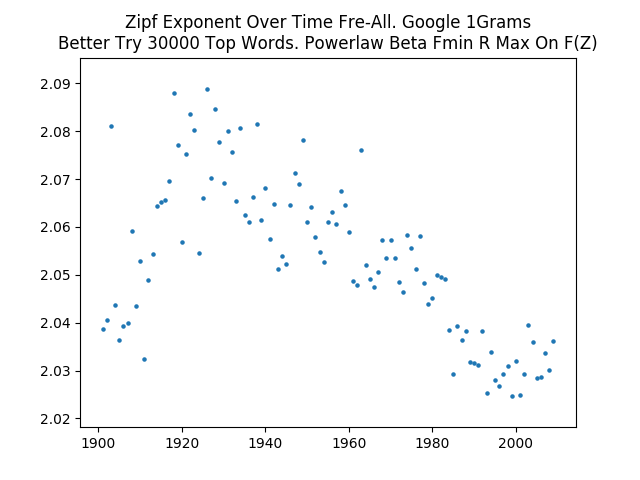 Zipf Exponent Over Time Fre-All. Google 1Grams
Better Try 30000 Top Words. Powerlaw Beta Fmin R Max On F(Z)
2.09
2.08
2.07
2.06
2.05
2.04
2.03
2.02
1900 1920 1940 1960 1980 2000